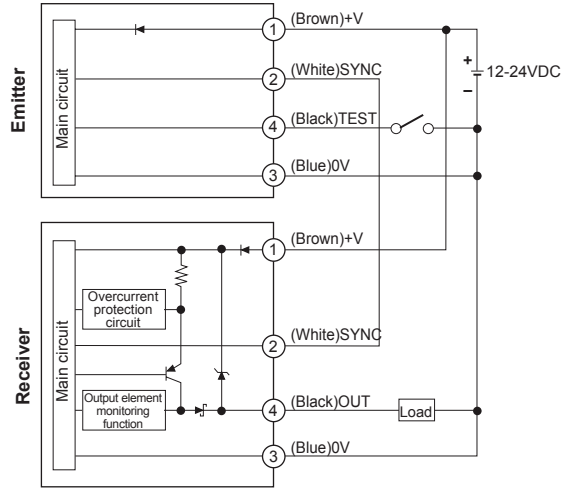 Emitter
Main circuit
1
(Brown)+V
2
(White)SYNC
4
(Black)TEST
3
(Blue)0V
+
12-24VDC
−
Receiver
Main circuit
Overcurrent
protection
circuit
Output element
monitoring
function
1
(Brown)+V
2
(White)SYNC
4
(Black)OUT
Load
3
(Blue)0V